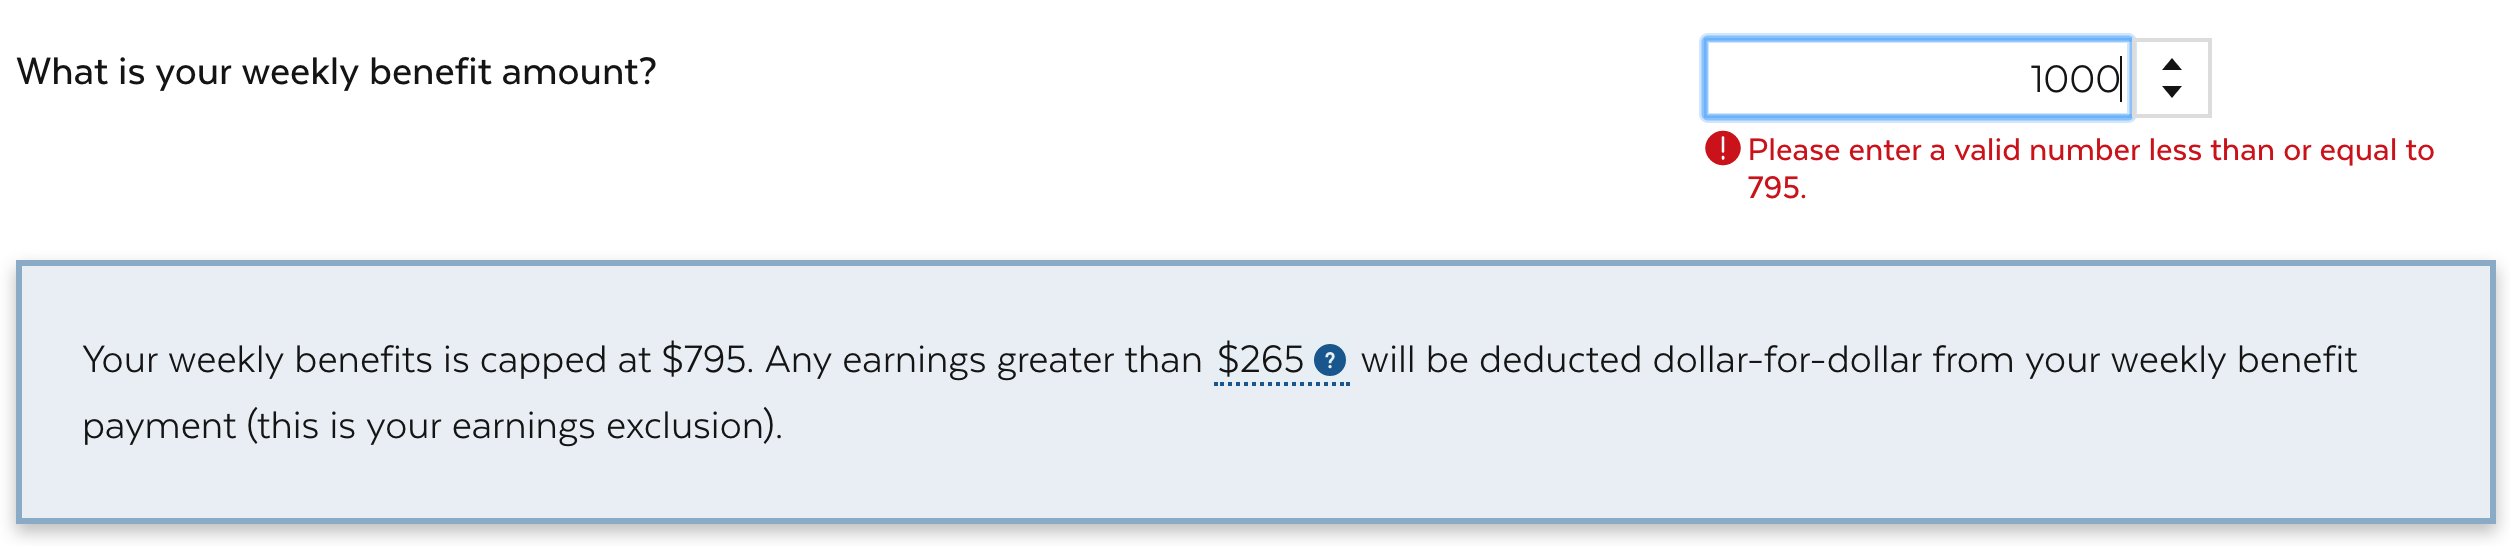 What is your weekly benefit amount?
1000
Please enter a valid number less than or equal to
795.
Your weekly benefits is capped at $795. Any earnings greater than $265 ? will be deducted dollar-for-dollar from your weekly benefit
payment (this is your earnings exclusion).